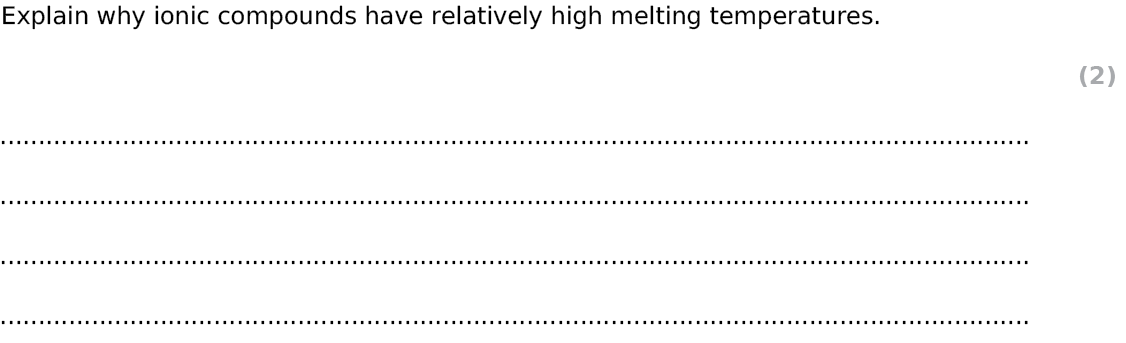 Explain why ionic compounds have relatively high melting temperatures.
(2)